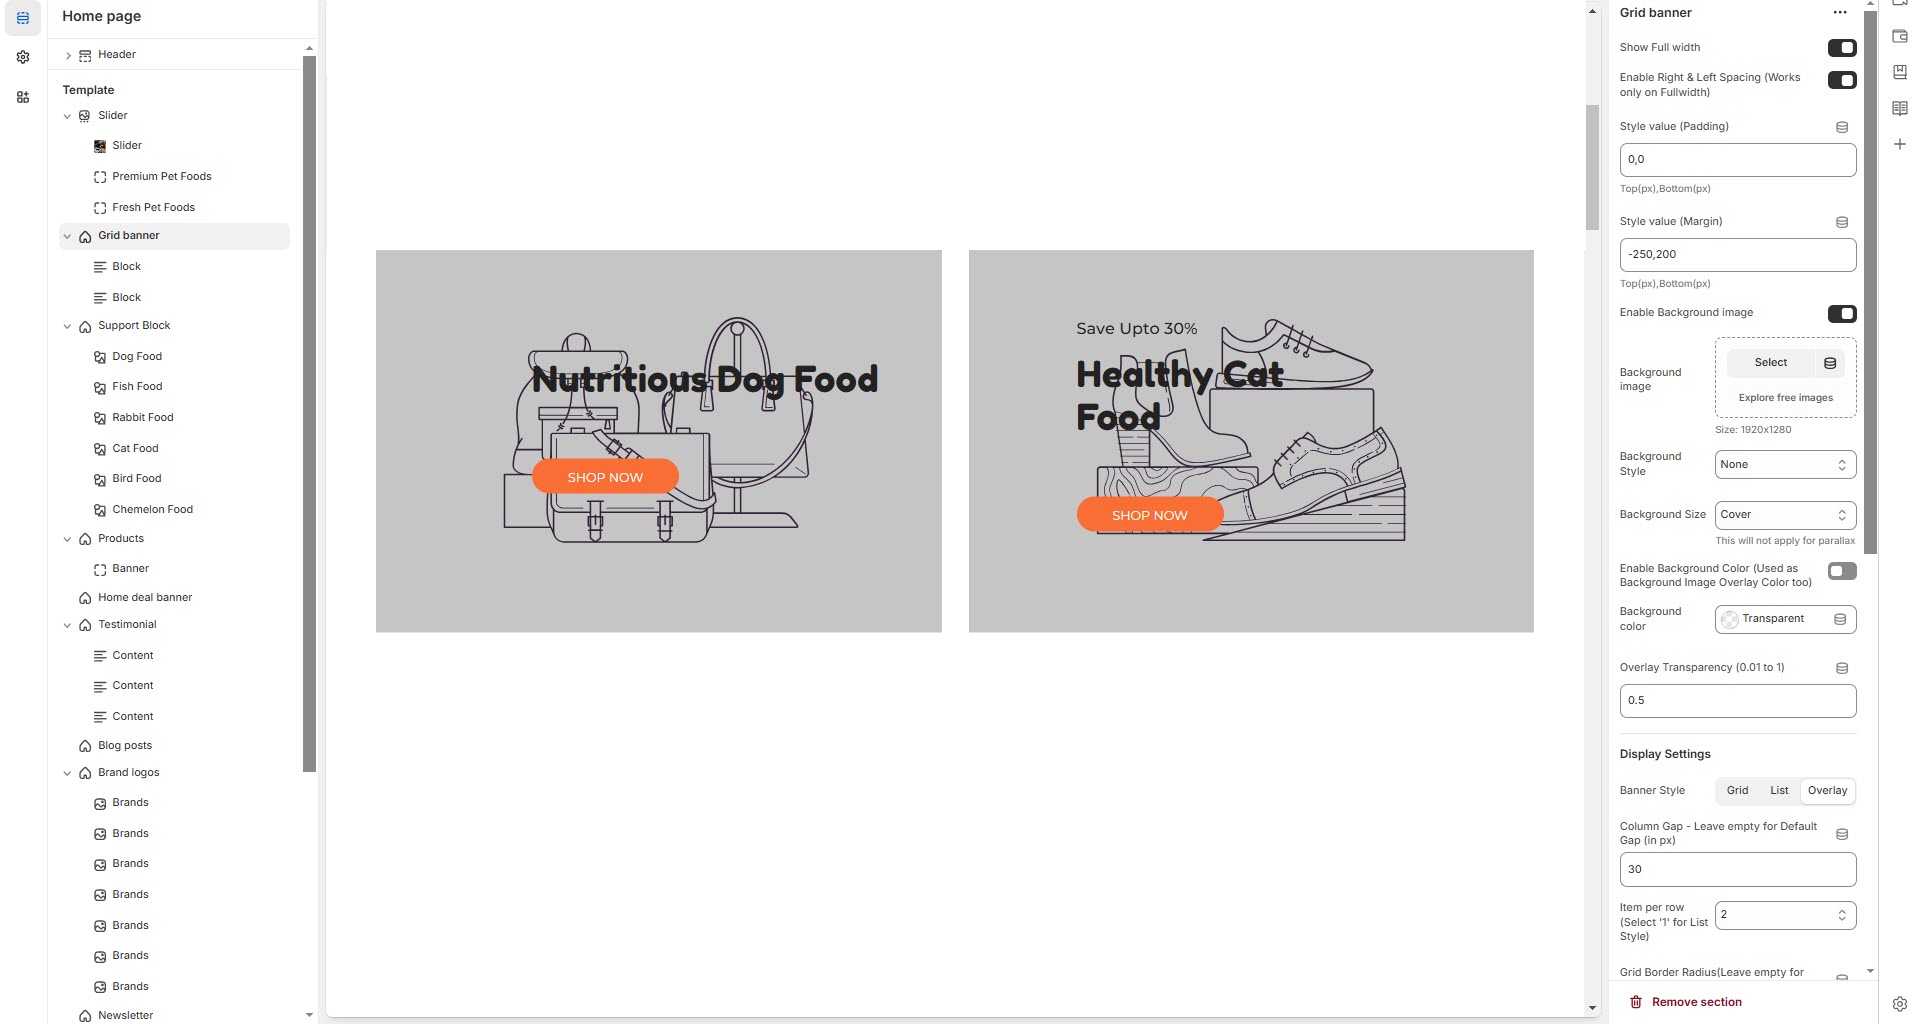 Home page
Header
Template
Slider
Slider
Premium Pet Foods
Fresh Pet Foods
Grid banner
Block
Block
Support Block
Dog Food
Fish Food
Rabbit Food
Cat Food
Bird Food
Chemelon Food
Products
Banner
Home deal banner
Testimonial
Content
Content
Content
Blog posts
Brand logos
Brands
Brands
Brands
Brands
Brands
Brands
Brands
Newsletter
Nutritious Dog Food
SHOP NOW
Save Upto 30%
Healthy Cat
Food
SHOP NOW
Grid banner
Show Full width
Enable Right & Left Spacing (Works
only on Fullwidth)
Style value (Padding)
0,0
Top(px),Bottom(px)
Style value (Margin)
-250,200
Top(px),Bottom(px)
Enable Background image
Background
image
Select
Explore free images
Size: 1920x1280
Background
Style
None
Background Size
Cover
This will not apply for parallax
Enable Background Color (Used as
Background Image Overlay Color too)
Background
color
Transparent
Overlay Transparency (0.01 to 1)
0.5
Display Settings
Banner Style
Grid
List
Overlay
Column Gap - Leave empty for Default
Gap (in px)
30
Item per row
(Select '1' for List
Style)
2
Grid Border Radius(Leave empty for
Remove section